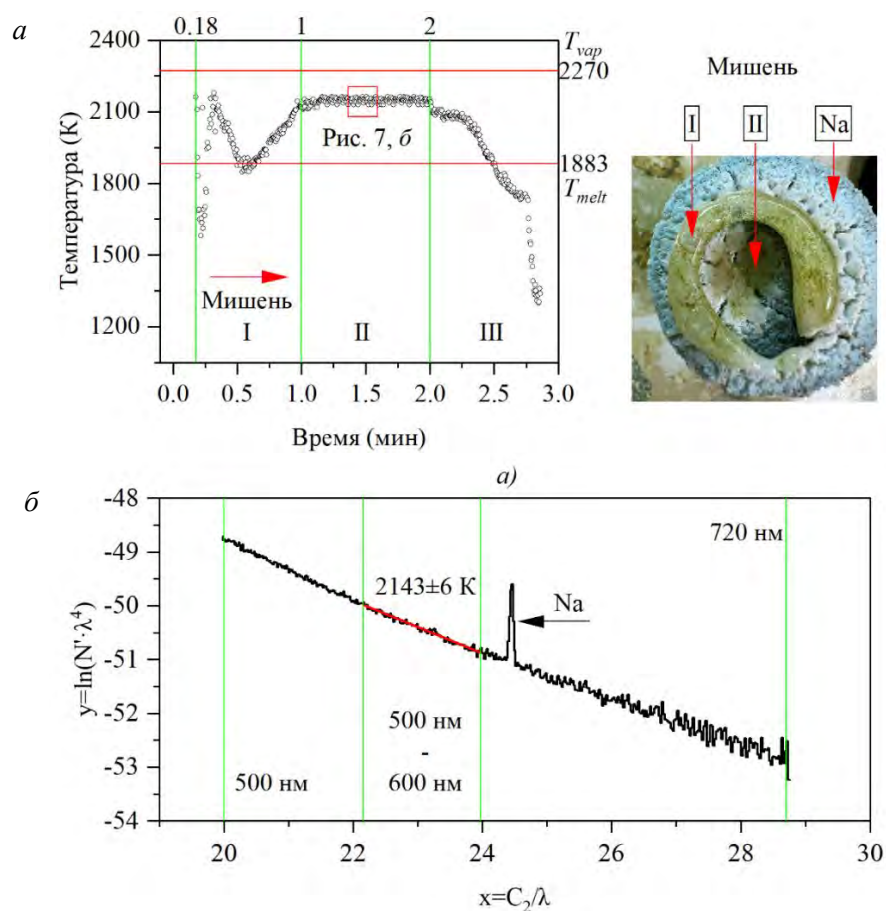 а
0.18 1 2
2400
2100
1800
1500
1200
Температура (K)
T_vap
2270
1883
T_melt
Рис. 7, б
Мишень
I II III
0.0 0.5 1.0 1.5 2.0 2.5 3.0
Время (мин)
Мишень
I II Na
а)
б
-48
-49
-50
-51
-52
-53
-54
y=ln(N'·λ⁴)
720 нм
2143±6 K
Na
500 нм
-
600 нм
500 нм
20 22 24 26 28 30
x=C₂/λ